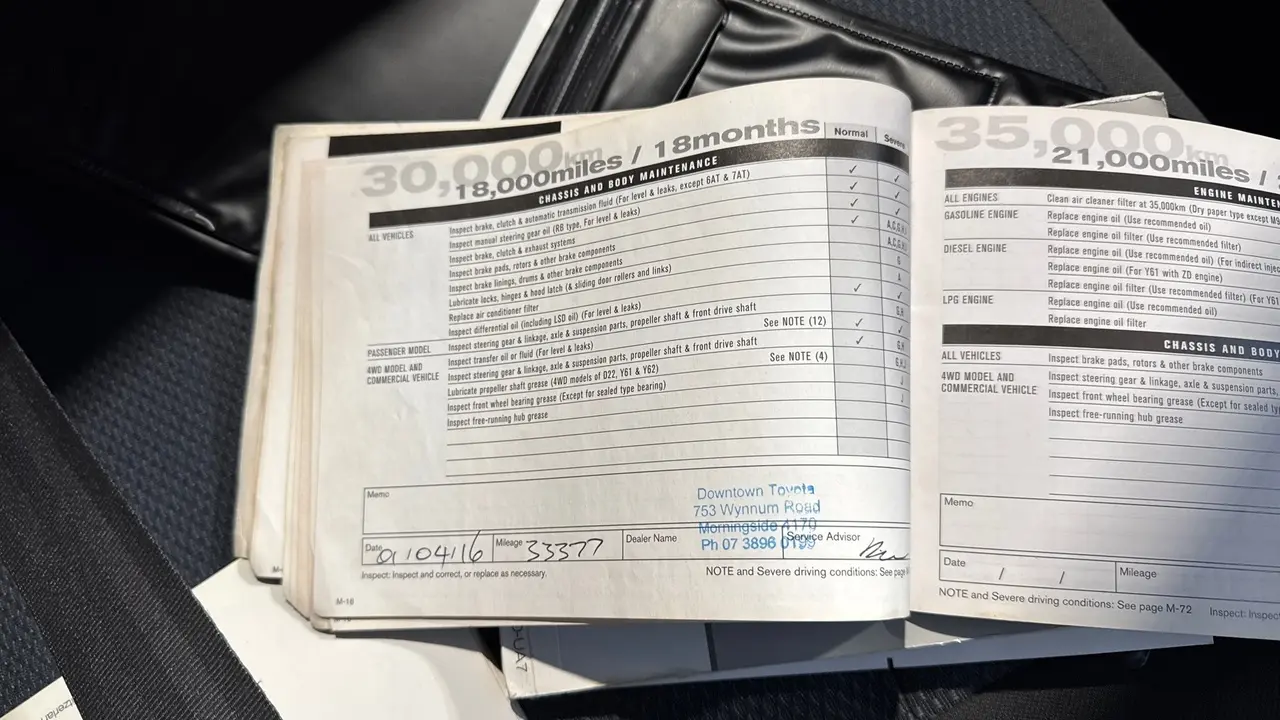 30,000km
18,000miles / 18months
Normal
CHASSIS AND BODY MAINTENANCE
ALL VEHICLES
Inspect brake, clutch & automatic transmission fluid (For level & leaks, except 6AT & 7AT) ✓ ✓
Inspect manual steering gear oil (RB type, For level & leaks) ✓ ✓
Inspect brake, clutch & exhaust systems ✓ ✓
Inspect brake pads, rotors & other brake components ✓
Inspect brake linings, drums & other brake components
Lubricate locks, hinges & hood latch (& sliding door rollers and links) G
Replace air conditioner filter A
Inspect differential oil (including LSD oil) (For level & leaks) ✓ ✓
PASSENGER MODEL
Inspect steering gear & linkage, axle & suspension parts, propeller shaft & front drive shaft G,H
4WD MODEL AND
COMMERCIAL VEHICLE
Inspect transfer oil or fluid (For level & leaks) See NOTE (12) ✓ ✓
Inspect steering gear & linkage, axle & suspension parts, propeller shaft & front drive shaft ✓ G,H
Lubricate propeller shaft grease (4WD models of D22, Y61 & Y62) See NOTE (4)
Inspect front wheel bearing grease (Except for sealed type bearing) J
Inspect free-running hub grease J
Memo
Downtown Toyota
753 Wynnum Road
Morningside 4170
Ph 07 3896 0199
Date 01/04/16 Mileage 33377 Dealer Name Service Advisor
Inspect: Inspect and correct, or replace as necessary.
NOTE and Severe driving conditions: See page
M-18
35,000km
21,000miles /
ENGINE
ALL ENGINES
Clean air cleaner filter at 35,000km (Dry paper type except
GASOLINE ENGINE
Replace engine oil (Use recommended oil)
Replace engine oil filter (Use recommended filter)
DIESEL ENGINE
Replace engine oil (Use recommended oil) (For indirect
Replace engine oil (For Y61 with ZD engine)
Replace engine oil filter (Use recommended filter) (For
LPG ENGINE
Replace engine oil (Use recommended oil)
Replace engine oil filter
CHASSIS AND
ALL VEHICLES
Inspect brake pads, rotors & other brake components
4WD MODEL AND
COMMERCIAL VEHICLE
Inspect steering gear & linkage, axle & suspension parts,
Inspect front wheel bearing grease (Except for sealed
Inspect free-running hub grease
Memo
Date / / Mileage
NOTE and Severe driving conditions: See page M-72 Inspect: